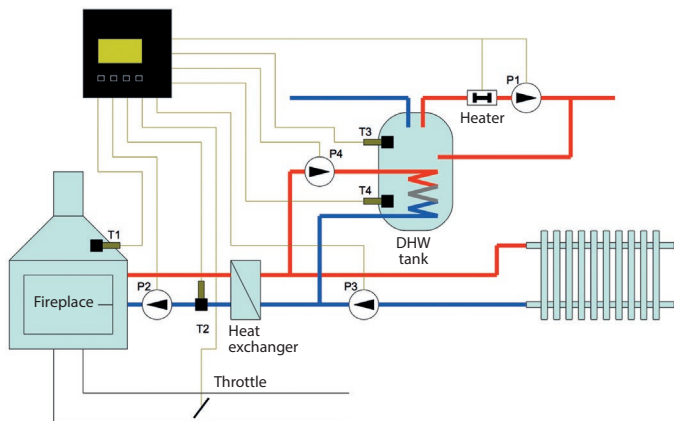 P1
Heater
T3
P4
T4
DHW
tank
T1
Fireplace
P2
T2
Heat
exchanger
P3
Throttle